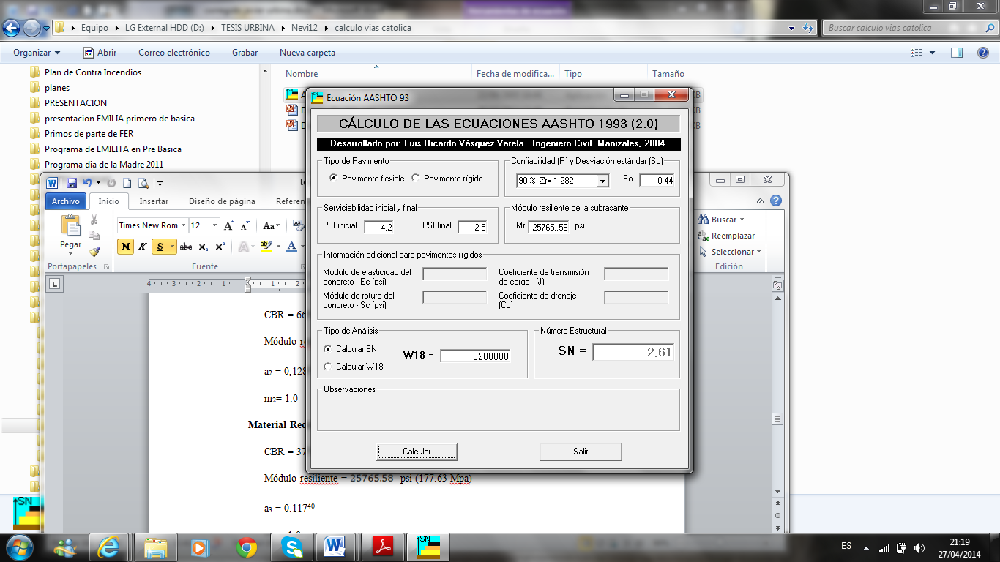 Equipo LG External HDD (D:) TESIS URBINA Nevi12 calculo vias catolica
Buscar calculo vias catolica
Organizar Abrir Correo electrónico Grabar Nueva carpeta
Plan de Contra Incendios
planes
PRESENTACION
presentacion EMILIA primero de basica
Primos de parte de FER
Programa de EMILITA en Pre Basica
Programa dia de la Madre 2011
Nombre Fecha de modifica... Tipo Tamaño
Ecuación AASHTO 93
CÁLCULO DE LAS ECUACIONES AASHTO 1993 (2.0)
Desarrollado por: Luis Ricardo Vásquez Varela. Ingeniero Civil. Manizales, 2004.
Tipo de Pavimento
Pavimento flexible Pavimento rígido
Confiabilidad (R) y Desviación estándar (So)
90 % Zr=-1.282 So 0.44
Serviciabilidad inicial y final
PSI inicial 4.2 PSI final 2.5
Módulo resiliente de la subrasante
Mr 25765.58 psi
Información adicional para pavimentos rígidos
Módulo de elasticidad del
concreto - Ec (psi)
Coeficiente de transmisión
de carga - (J)
Módulo de rotura del
concreto - Sc (psi)
Coeficiente de drenaje -
(Cd)
Tipo de Análisis
Calcular SN
Calcular W18
W18 = 3200000
Número Estructural
SN = 2,61
Observaciones
Calcular Salir
Archivo Inicio Insertar Diseño de página
Times New Rom 12
Pegar
Portapapeles Fuente
Buscar
Reemplazar
Seleccionar
Edición
CBR = 66
Módulo
a2 = 0,128
m2= 1.0
Material
CBR = 37
Módulo resiliente = 25765.58 psi (177.63 Mpa)
a3 = 0.11740
ES
21:19
27/04/2014